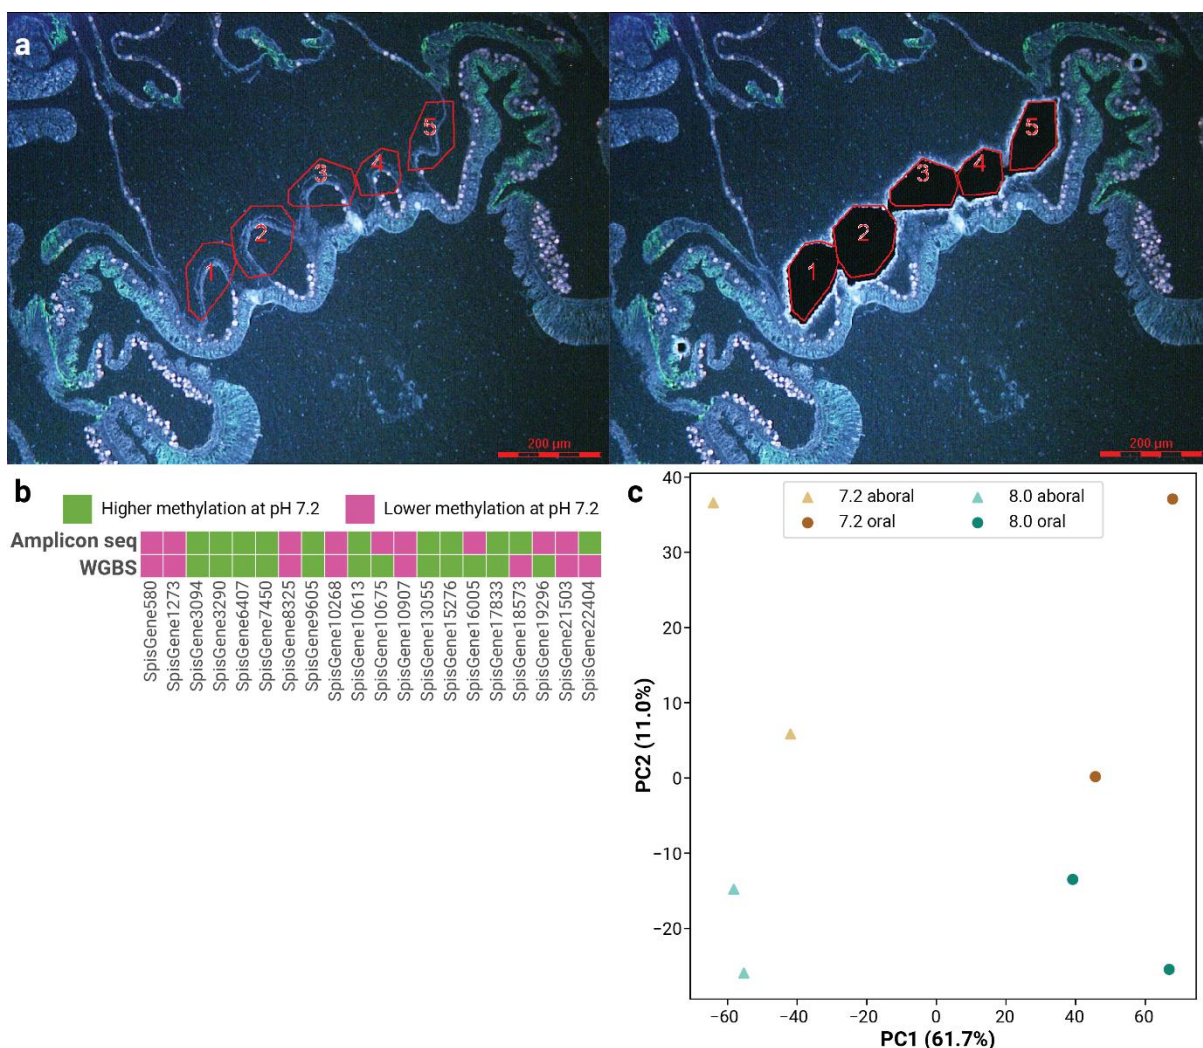 a
1
2
3
4
5
200 µm
1
2
3
4
5
200 µm
b
Higher methylation at pH 7.2
Lower methylation at pH 7.2
Amplicon seq
WGBS
SpisGene580
SpisGene1273
SpisGene3094
SpisGene3290
SpisGene6407
SpisGene7450
SpisGene8325
SpisGene9605
SpisGene10268
SpisGene10613
SpisGene10675
SpisGene10907
SpisGene13055
SpisGene15276
SpisGene16005
SpisGene17833
SpisGene18573
SpisGene19296
SpisGene21503
SpisGene22404
c
7.2 aboral
7.2 oral
8.0 aboral
8.0 oral
PC2 (11.0%)
40
30
20
10
0
−10
−20
−60
−40
−20
0
20
40
60
PC1 (61.7%)